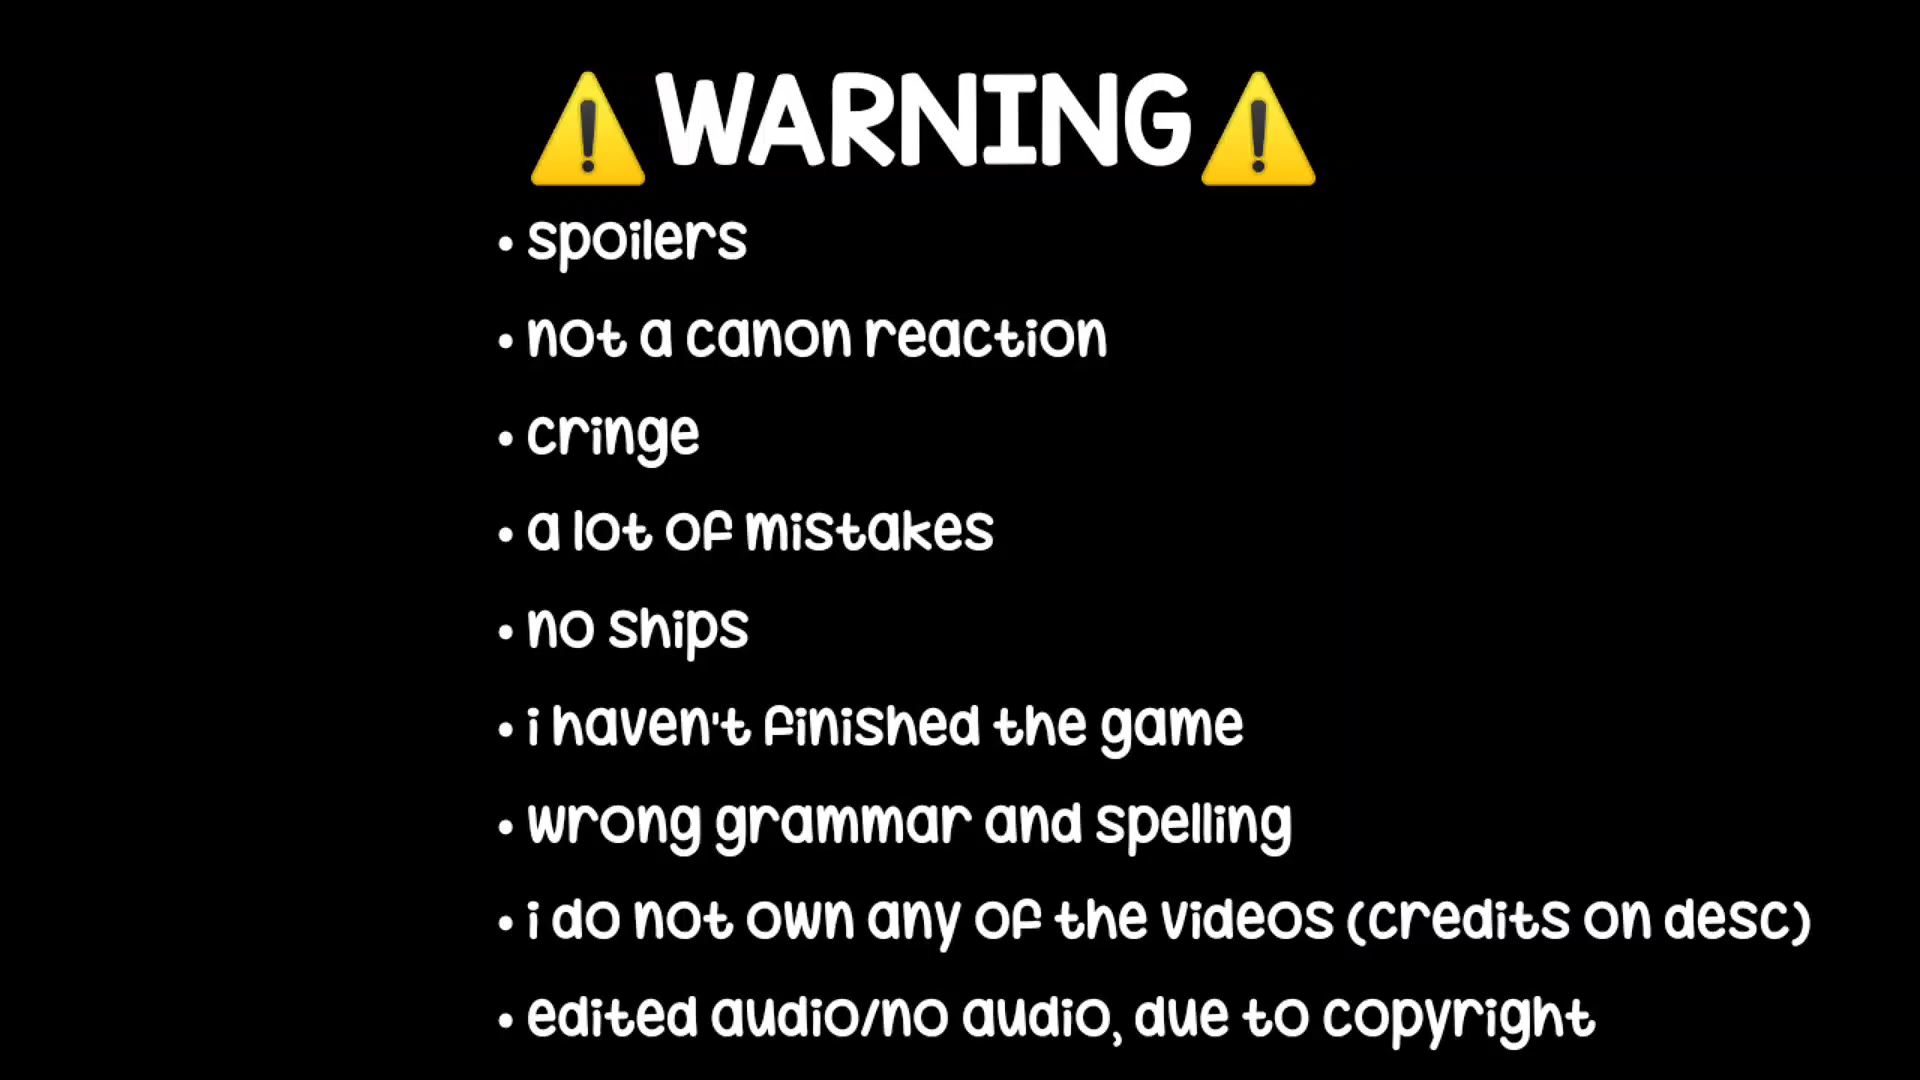 ⚠️WARNING⚠️
• spoilers
• not a canon reaction
• cringe
• a lot of mistakes
• no ships
• i haven't finished the game
• wrong grammar and spelling
• i do not own any of the videos (credits on desc)
• edited audio/no audio, due to copyright